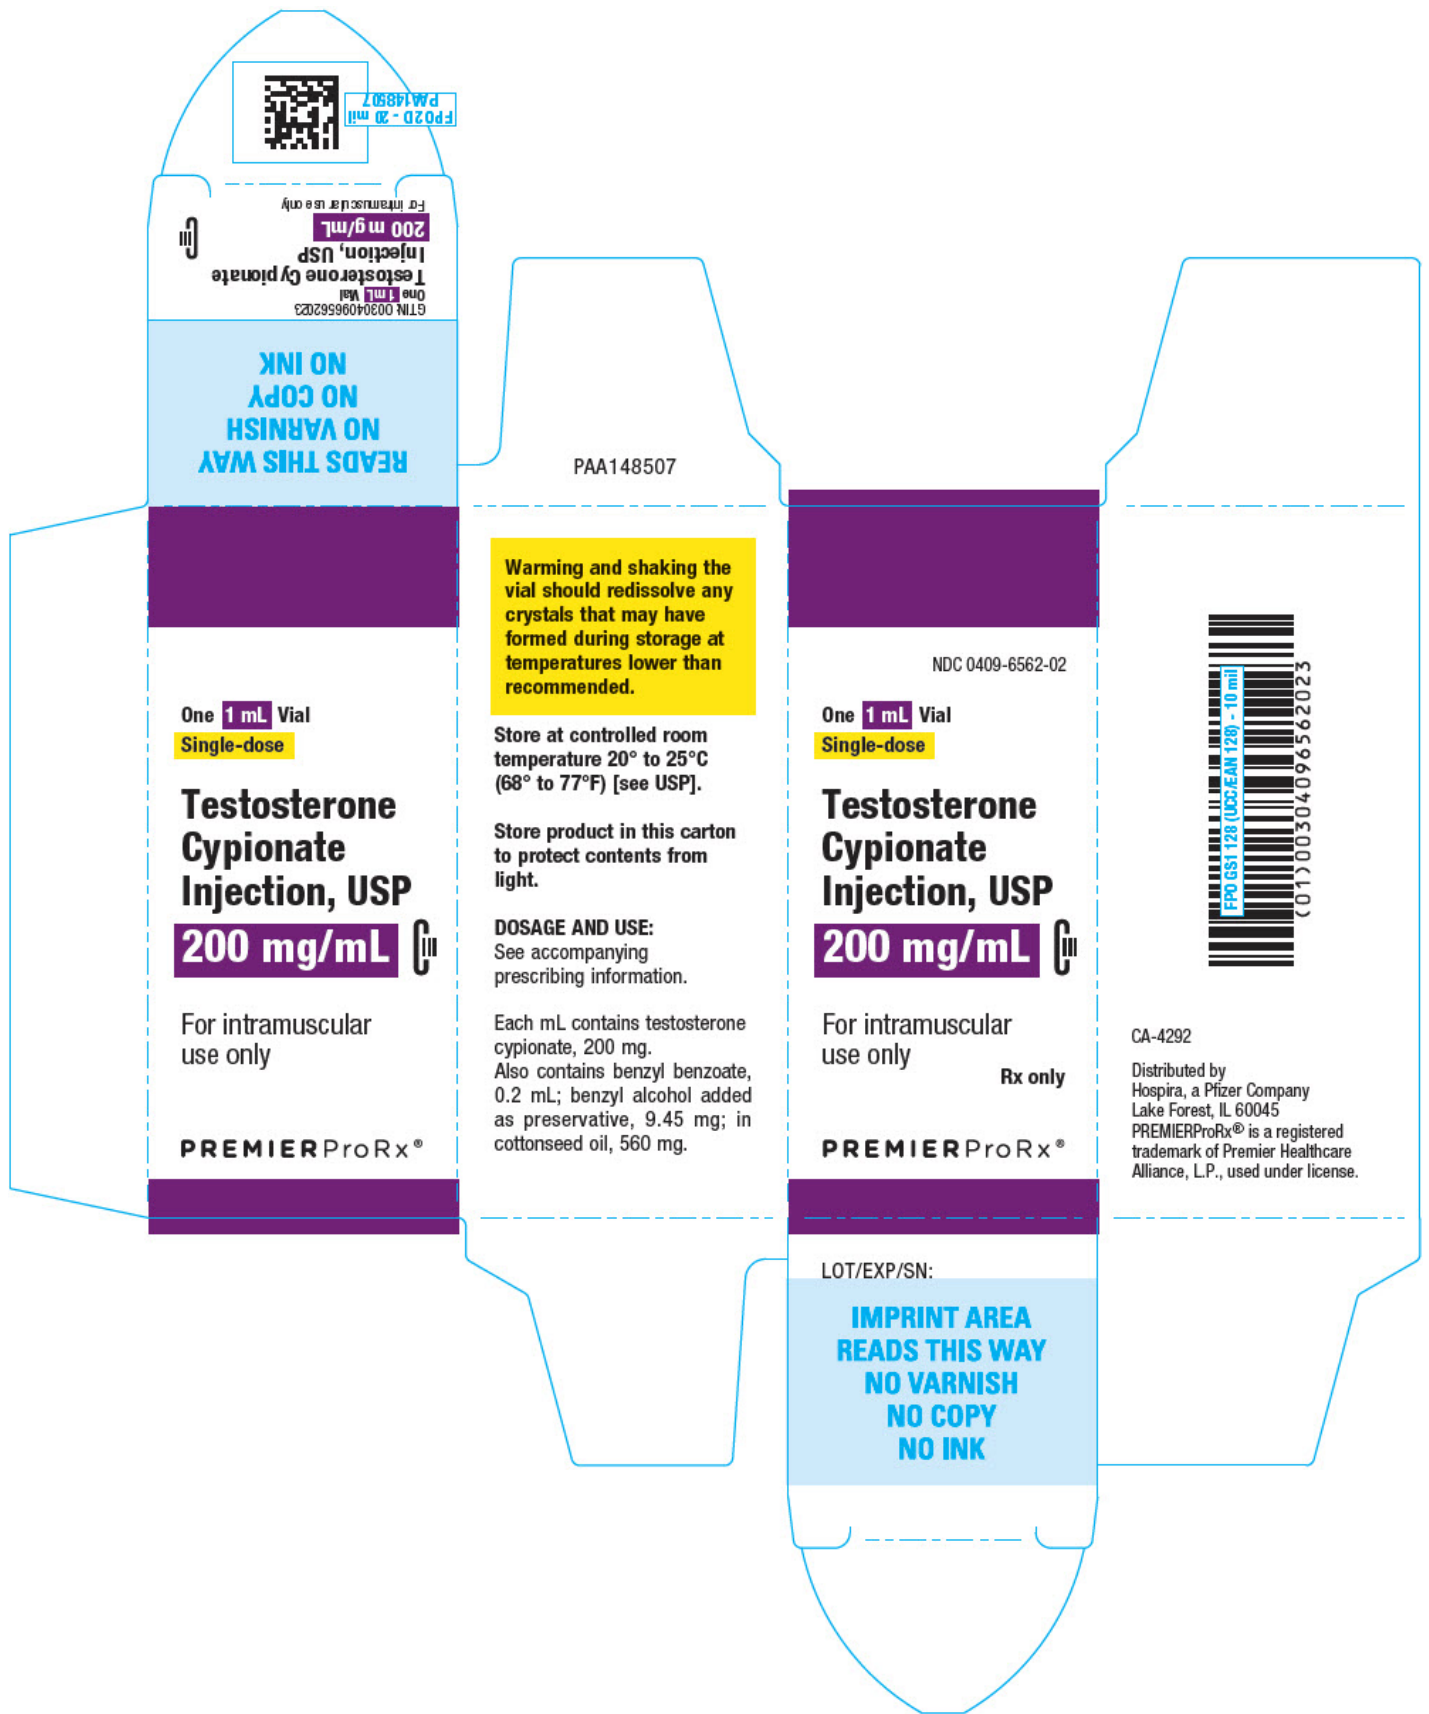 FPO 2D - 20 mil
PAA148507
For intramuscular use only
200 mg/mL
CIII
Injection, USP
Testosterone Cypionate
One 1 mL Vial
GTIN: 00304096562023
READS THIS WAY
NO VARNISH
NO COPY
NO INK
One 1 mL Vial
Single-dose
Testosterone
Cypionate
Injection, USP
200 mg/mL CIII
For intramuscular
use only
PREMIERProRx®
PAA148507
Warming and shaking the
vial should redissolve any
crystals that may have
formed during storage at
temperatures lower than
recommended.
Store at controlled room
temperature 20° to 25°C
(68° to 77°F) [see USP].
Store product in this carton
to protect contents from
light.
DOSAGE AND USE:
See accompanying
prescribing information.
Each mL contains testosterone
cypionate, 200 mg.
Also contains benzyl benzoate,
0.2 mL; benzyl alcohol added
as preservative, 9.45 mg; in
cottonseed oil, 560 mg.
NDC 0409-6562-02
One 1 mL Vial
Single-dose
Testosterone
Cypionate
Injection, USP
200 mg/mL CIII
For intramuscular
use only
Rx only
PREMIERProRx®
LOT/EXP/SN:
IMPRINT AREA
READS THIS WAY
NO VARNISH
NO COPY
NO INK
FPO GS1 128 (UCC/EAN 128) - 10 mil
(01)00304096562023
CA-4292
Distributed by
Hospira, a Pfizer Company
Lake Forest, IL 60045
PREMIERProRx® is a registered
trademark of Premier Healthcare
Alliance, L.P., used under license.